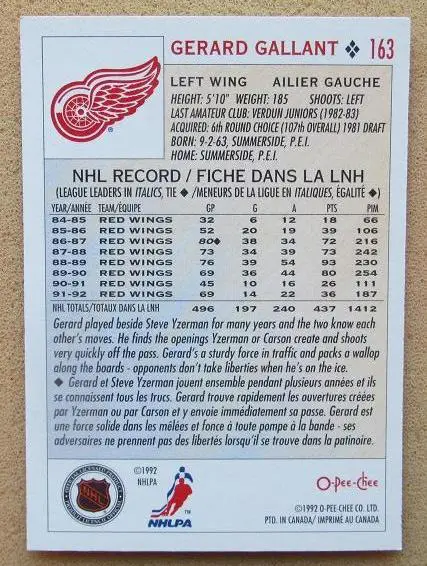 GERARD GALLANT ❖ 163
LEFT WING AILIER GAUCHE
HEIGHT: 5'10" WEIGHT: 185 SHOOTS: LEFT
LAST AMATEUR CLUB: VERDUN JUNIORS (1982-83)
ACQUIRED: 6th ROUND CHOICE (107th OVERALL) 1981 DRAFT
BORN: 9-2-63, SUMMERSIDE, P.E.I.
HOME: SUMMERSIDE, P.E.I.
NHL RECORD / FICHE DANS LA LNH
(LEAGUE LEADERS IN ITALICS, TIE ◆) /MENEURS DE LA LIGUE EN ITALIQUES, ÉGALITÉ ◆)
YEAR/ANNÉE TEAM/ÉQUIPE GP G A PTS PIM
84-85 RED WINGS 32 6 12 18 66
85-86 RED WINGS 52 20 19 39 106
86-87 RED WINGS 80◆ 38 34 72 216
87-88 RED WINGS 73 34 39 73 242
88-89 RED WINGS 76 39 54 93 230
89-90 RED WINGS 69 36 44 80 254
90-91 RED WINGS 45 10 16 26 111
91-92 RED WINGS 69 14 22 36 187
NHL TOTALS/TOTAUX DANS LA LNH 496 197 240 437 1412
Gerard played beside Steve Yzerman for many years and the two know each
other's moves. He finds the openings Yzerman or Carson create and shoots
very quickly off the pass. Gerard's a sturdy force in traffic and packs a wallop
along the boards - opponents don't take liberties when he's on the ice.
◆ Gerard et Steve Yzerman jouent ensemble pendant plusieurs années et ils
se connaissent tous les trucs. Gerard trouve rapidement les ouvertures créées
par Yzerman ou par Carson et y envoie immédiatement sa passe. Gerard est
une force solide dans les mêlées et fonce à toute pompe à la bande - ses
adversaires ne prennent pas des libertés lorsqu'il se trouve dans la patinoire.
NHL
©1992
NHLPA
NHLPA
™
O-Pee-Chee
©1992 O-PEE-CHEE CO. LTD.
PTD. IN CANADA/ IMPRIMÉ AU CANADA